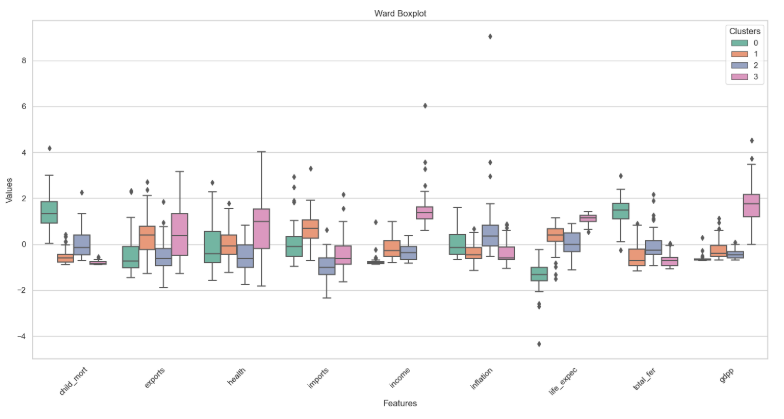 Ward Boxplot
Clusters
0
1
2
3
8
6
4
2
0
−2
−4
Values
child_mort
exports
health
imports
income
inflation
life_expec
total_fer
gdpp
Features